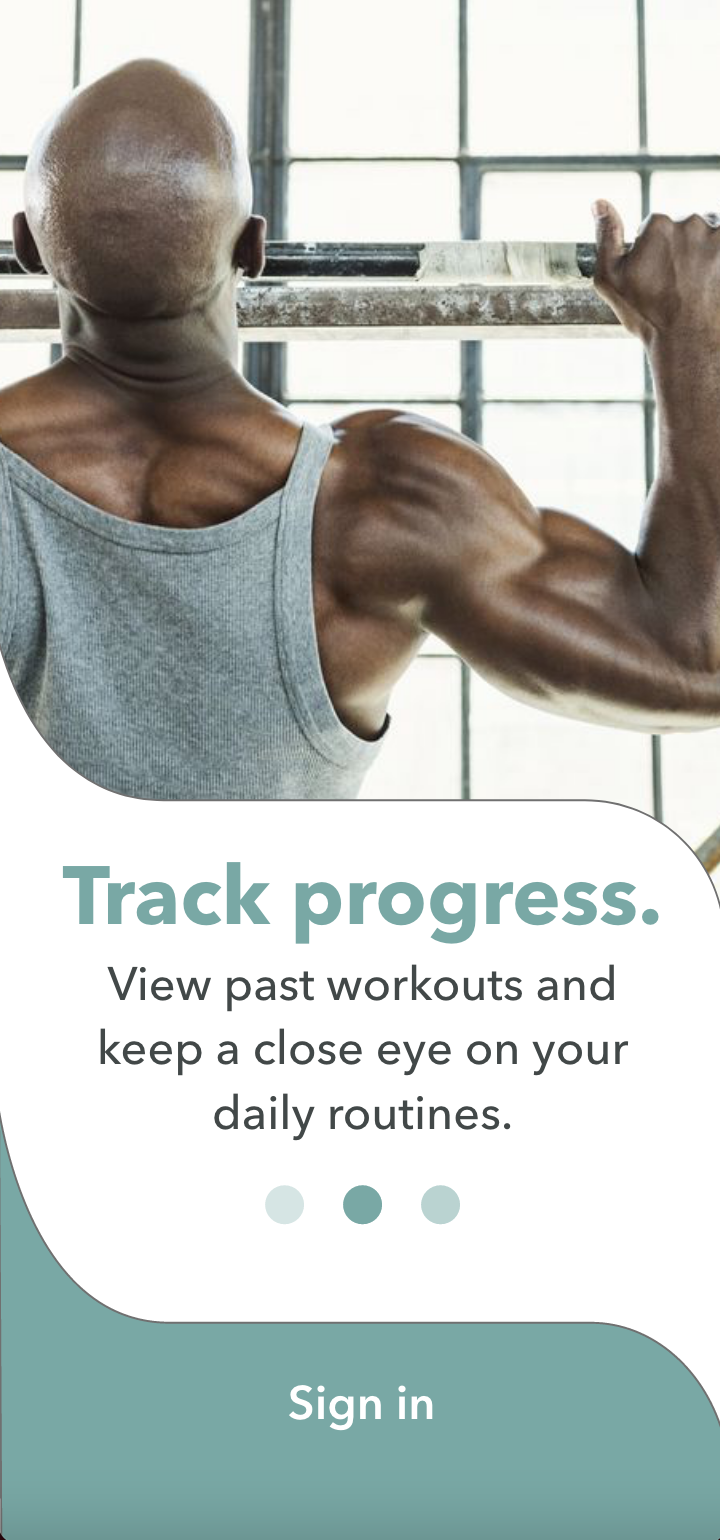 Track progress.
View past workouts and
keep a close eye on your
daily routines.
Sign in